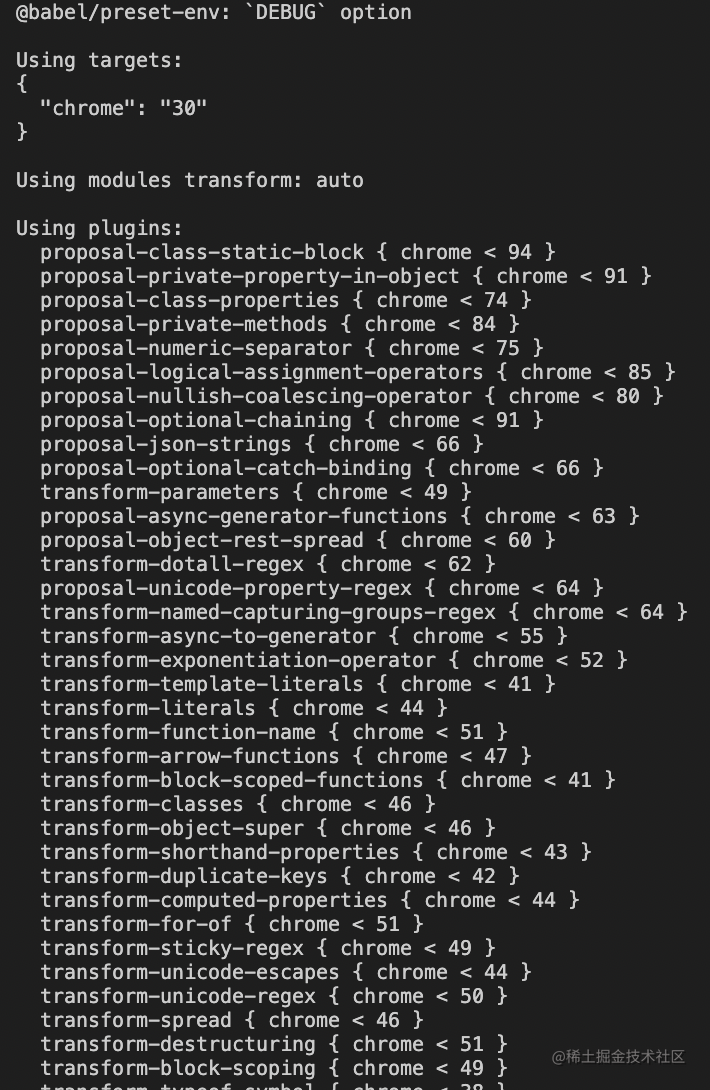 @babel/preset-env: `DEBUG` option
Using targets:
{
  "chrome": "30"
}
Using modules transform: auto
Using plugins:
  proposal-class-static-block { chrome < 94 }
  proposal-private-property-in-object { chrome < 91 }
  proposal-class-properties { chrome < 74 }
  proposal-private-methods { chrome < 84 }
  proposal-numeric-separator { chrome < 75 }
  proposal-logical-assignment-operators { chrome < 85 }
  proposal-nullish-coalescing-operator { chrome < 80 }
  proposal-optional-chaining { chrome < 91 }
  proposal-json-strings { chrome < 66 }
  proposal-optional-catch-binding { chrome < 66 }
  transform-parameters { chrome < 49 }
  proposal-async-generator-functions { chrome < 63 }
  proposal-object-rest-spread { chrome < 60 }
  transform-dotall-regex { chrome < 62 }
  proposal-unicode-property-regex { chrome < 64 }
  transform-named-capturing-groups-regex { chrome < 64 }
  transform-async-to-generator { chrome < 55 }
  transform-exponentiation-operator { chrome < 52 }
  transform-template-literals { chrome < 41 }
  transform-literals { chrome < 44 }
  transform-function-name { chrome < 51 }
  transform-arrow-functions { chrome < 47 }
  transform-block-scoped-functions { chrome < 41 }
  transform-classes { chrome < 46 }
  transform-object-super { chrome < 46 }
  transform-shorthand-properties { chrome < 43 }
  transform-duplicate-keys { chrome < 42 }
  transform-computed-properties { chrome < 44 }
  transform-for-of { chrome < 51 }
  transform-sticky-regex { chrome < 49 }
  transform-unicode-escapes { chrome < 44 }
  transform-unicode-regex { chrome < 50 }
  transform-spread { chrome < 46 }
  transform-destructuring { chrome < 51 }
  transform-block-scoping { chrome < 49 }
  transform-typeof-symbol { chrome < 38 }
@稀土掘金技术社区